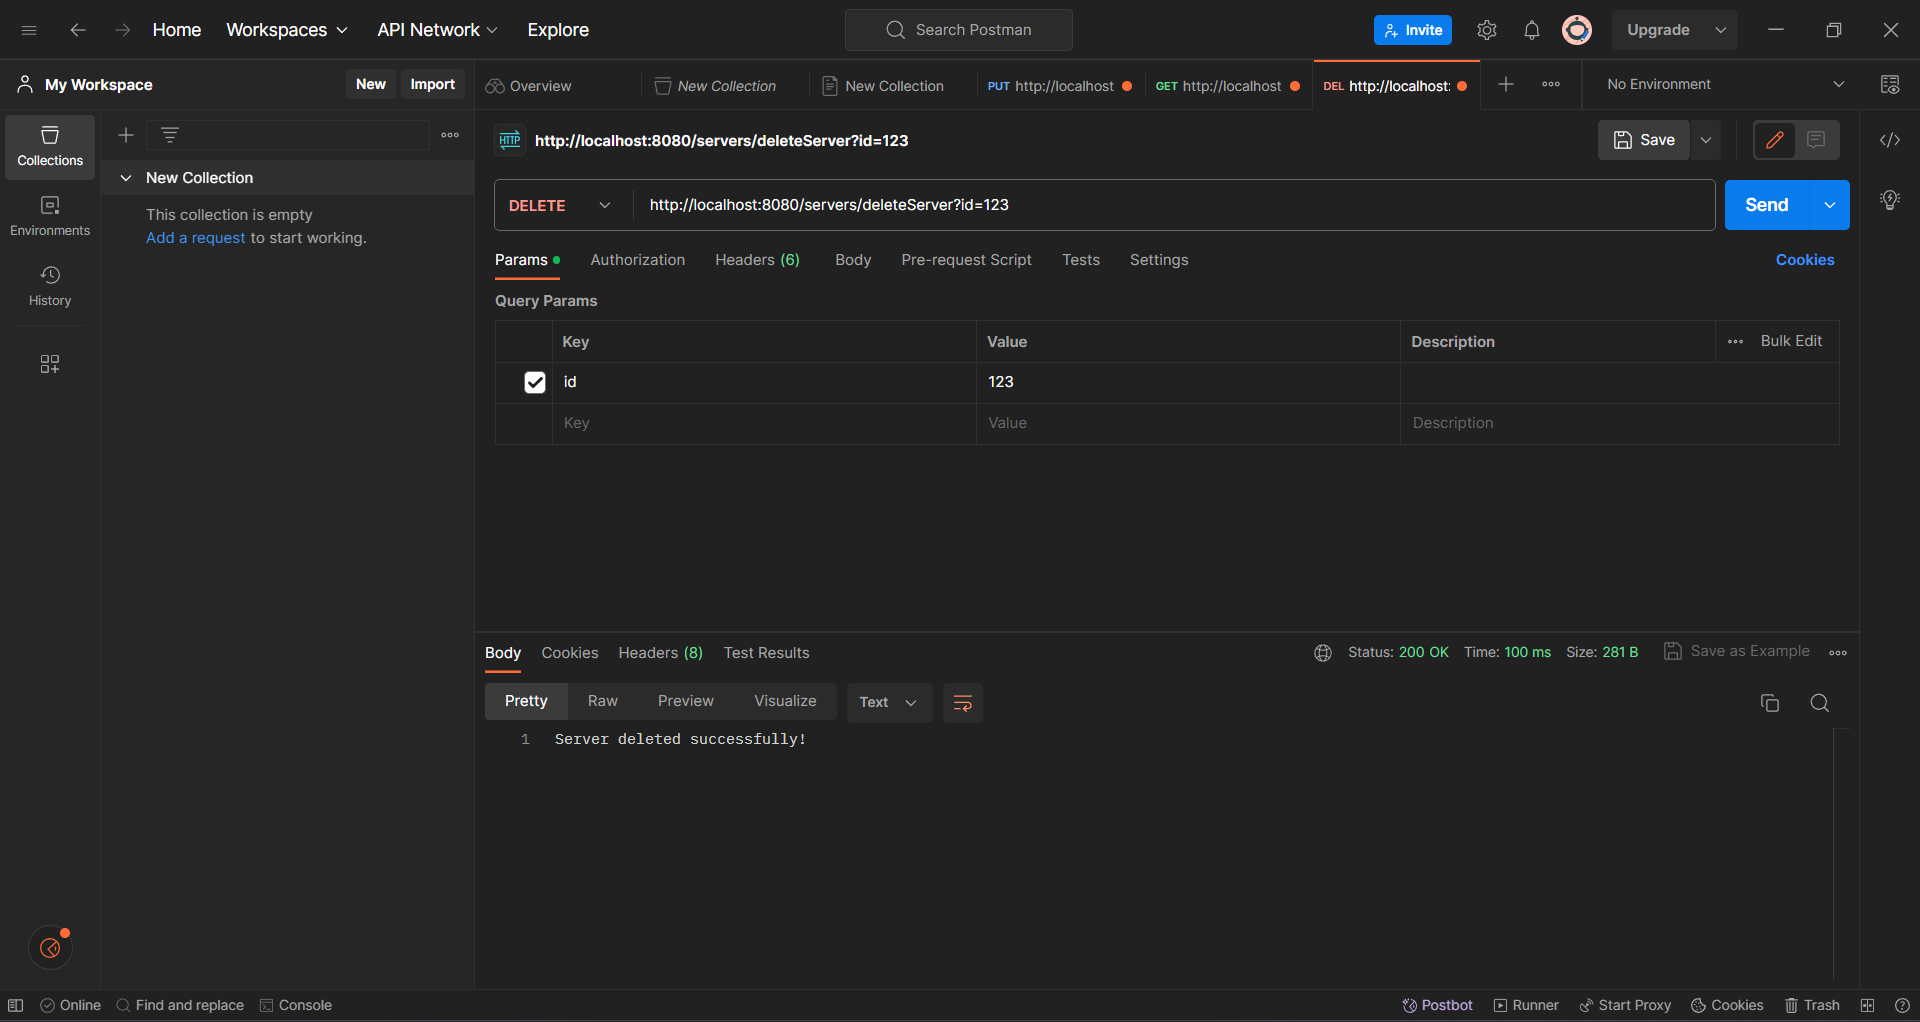 Home Workspaces API Network Explore Search Postman Invite Upgrade
My Workspace New Import Overview New Collection New Collection PUT http://localhost GET http://localhost DEL http://localhost: No Environment
HTTP http://localhost:8080/servers/deleteServer?id=123 Save
Collections
New Collection
This collection is empty
Add a request to start working.
Environments
History
DELETE http://localhost:8080/servers/deleteServer?id=123 Send
Params Authorization Headers (6) Body Pre-request Script Tests Settings Cookies
Query Params
Key Value Description Bulk Edit
id 123
Key Value Description
Body Cookies Headers (8) Test Results Status: 200 OK Time: 100 ms Size: 281 B Save as Example
Pretty Raw Preview Visualize Text
1 Server deleted successfully!
Online Find and replace Console Postbot Runner Start Proxy Cookies Trash